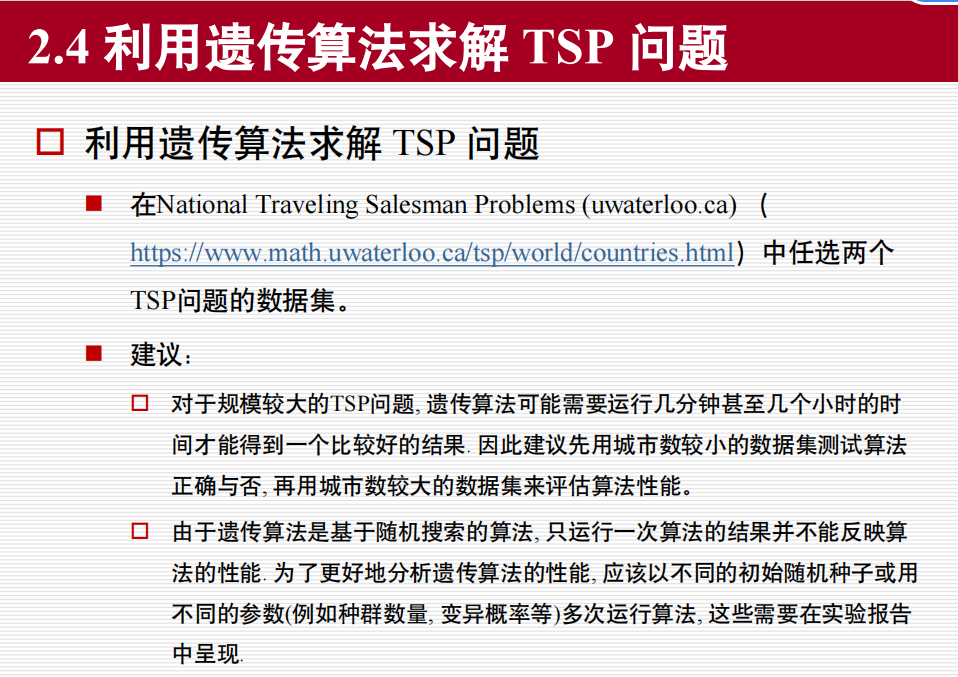 2.4 利用遗传算法求解 TSP 问题
利用遗传算法求解 TSP 问题
在National Traveling Salesman Problems (uwaterloo.ca) （
https://www.math.uwaterloo.ca/tsp/world/countries.html）中任选两个
TSP问题的数据集。
建议：
对于规模较大的TSP问题, 遗传算法可能需要运行几分钟甚至几个小时的时
间才能得到一个比较好的结果. 因此建议先用城市数较小的数据集测试算法
正确与否, 再用城市数较大的数据集来评估算法性能。
由于遗传算法是基于随机搜索的算法, 只运行一次算法的结果并不能反映算
法的性能. 为了更好地分析遗传算法的性能, 应该以不同的初始随机种子或用
不同的参数(例如种群数量, 变异概率等)多次运行算法, 这些需要在实验报告
中呈现.